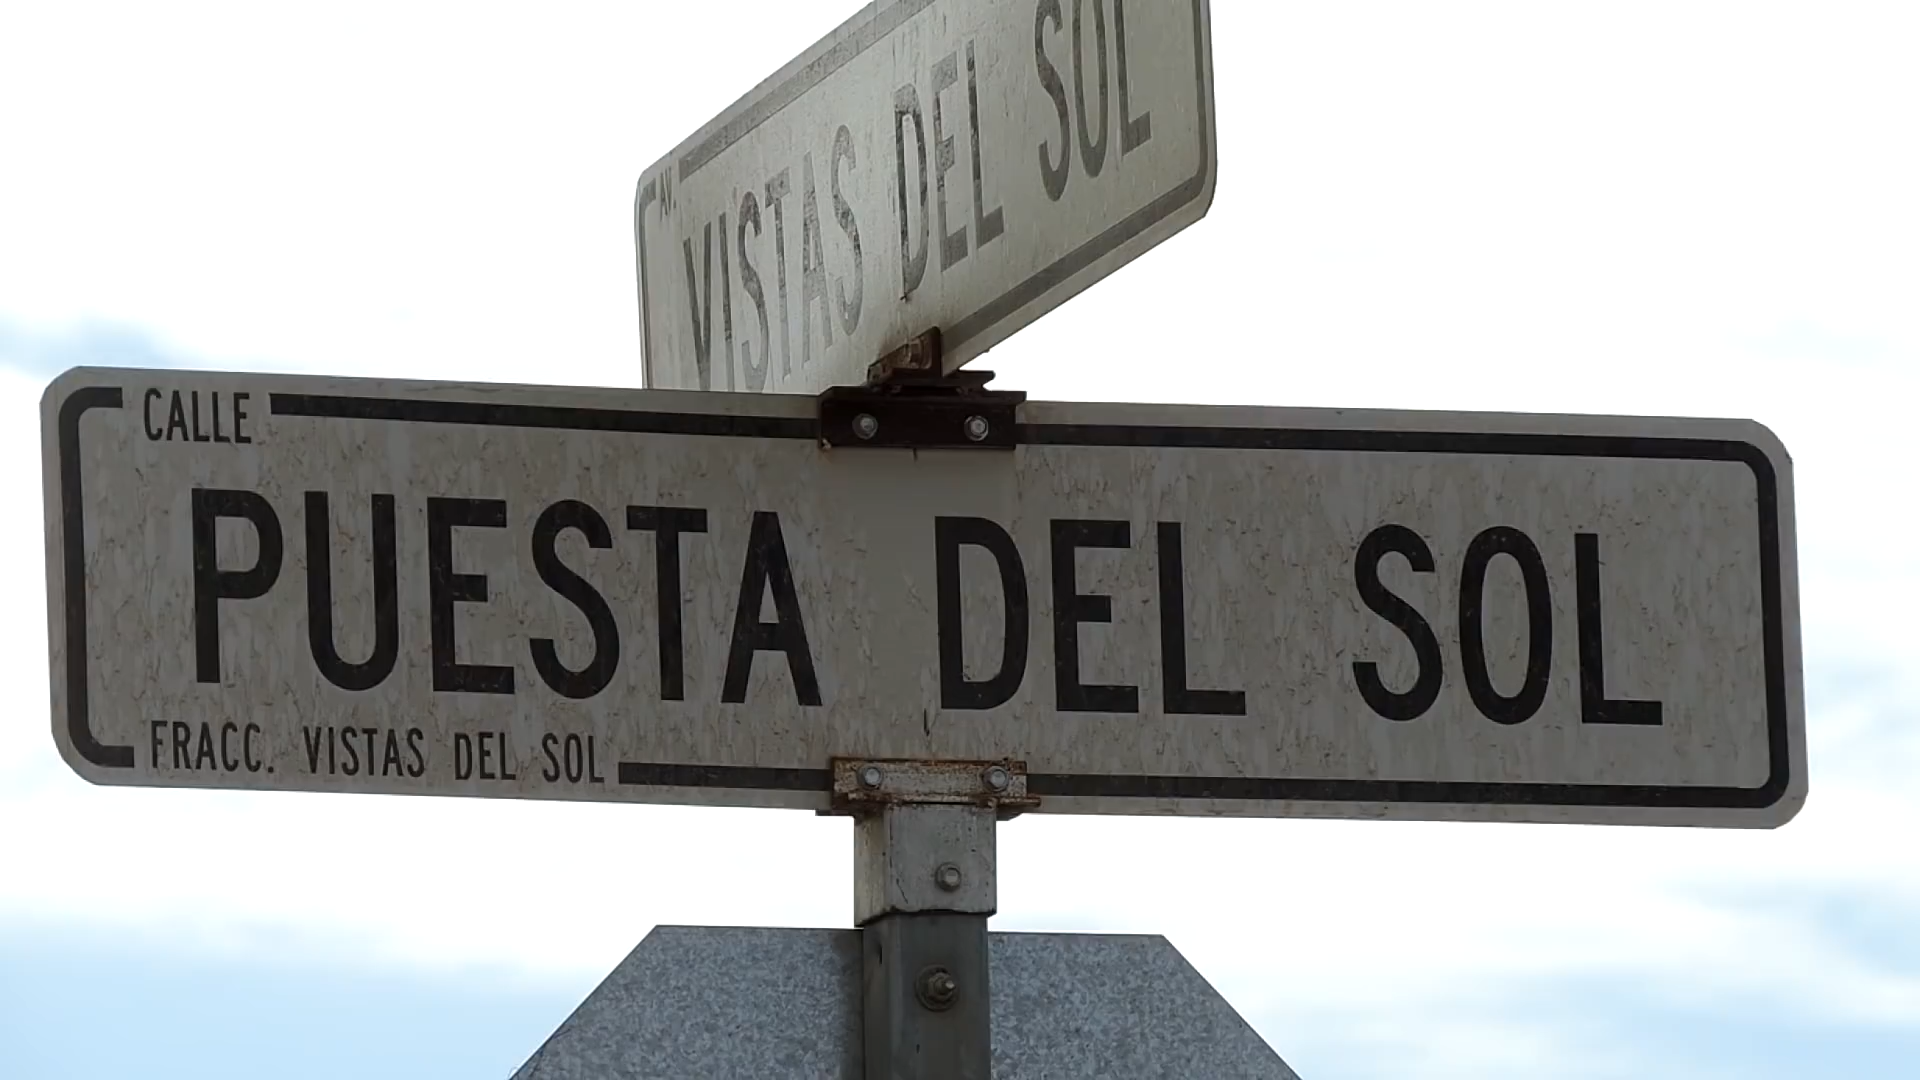 AV.
VISTAS DEL SOL
CALLE
PUESTA DEL SOL
FRACC. VISTAS DEL SOL